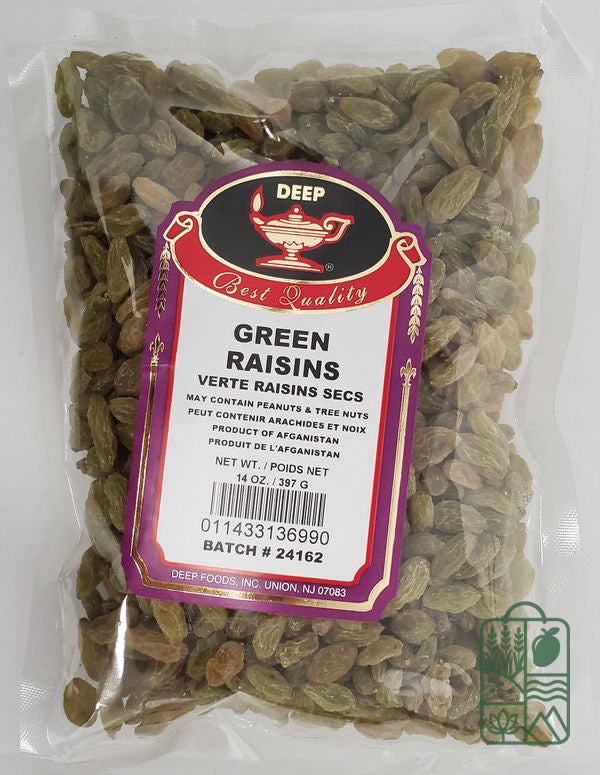 DEEP
Best Quality
GREEN
RAISINS
VERTE RAISINS SECS
MAY CONTAIN PEANUTS & TREE NUTS
PEUT CONTENIR ARACHIDES ET NOIX
PRODUCT OF AFGANISTAN
PRODUIT DE L'AFGANISTAN
NET WT. / POIDS NET
14 OZ. / 397 G
011433136990
BATCH # 24162
DEEP FOODS, INC. UNION, NJ 07083